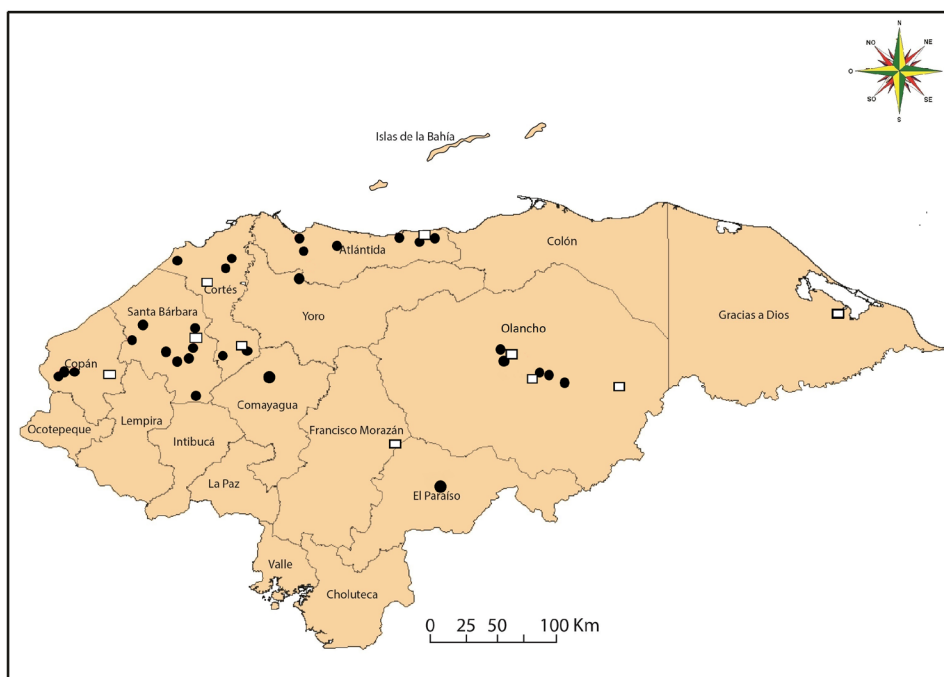 N
NO NE
O
SO SE
S
Islas de la Bahía
Atlántida
Colón
Cortés
Santa Bárbara
Yoro
Gracias a Dios
Olancho
Copán
Comayagua
Lempira
Ocotepeque
Francisco Morazán
Intibucá
La Paz
El Paraíso
Valle
Choluteca
0 25 50 100 Km